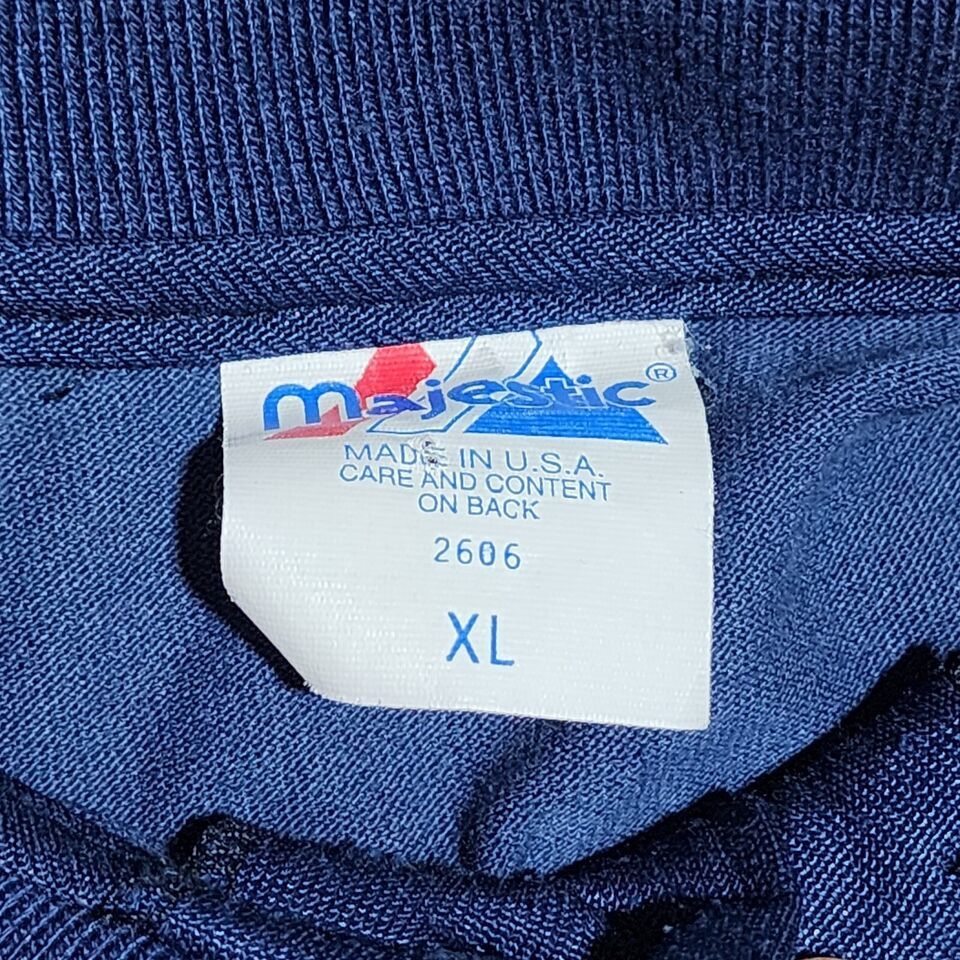 majestic®
MADE IN U.S.A.
CARE AND CONTENT
ON BACK
2606
XL